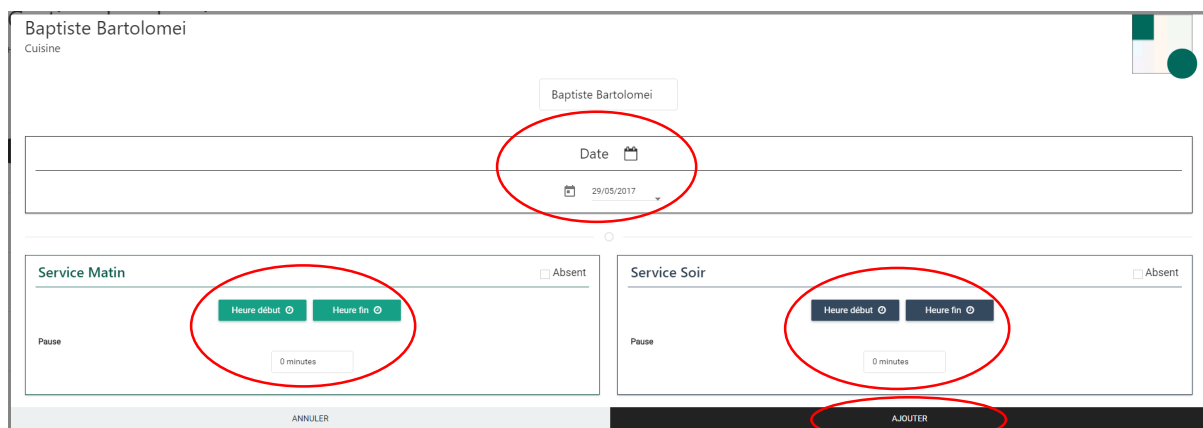 Baptiste Bartolomei
Cuisine
Baptiste Bartolomei
Date
29/05/2017
Service Matin
Absent
Heure début
Heure fin
Pause
0 minutes
Service Soir
Absent
Heure début
Heure fin
Pause
0 minutes
ANNULER
AJOUTER